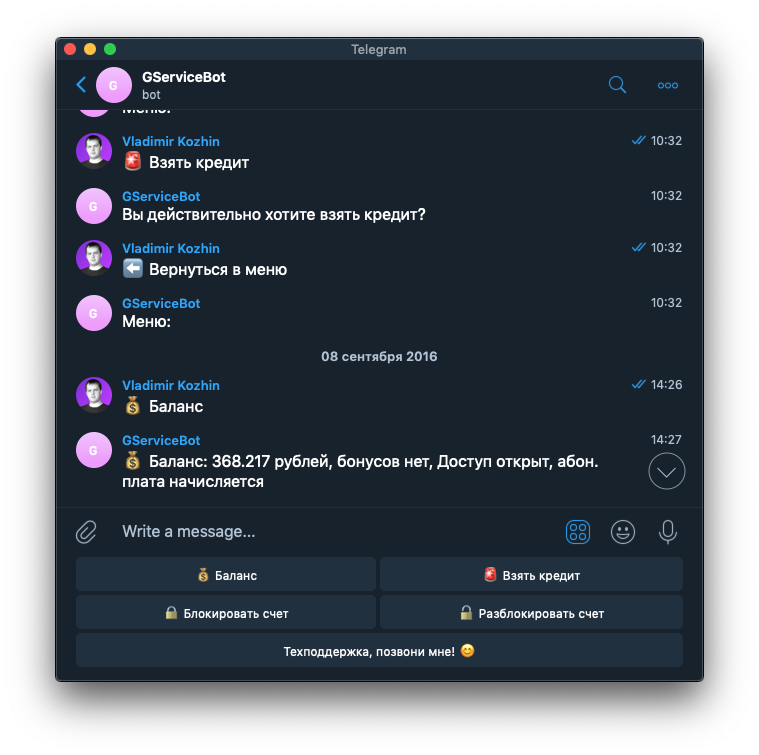 Telegram
G
GServiceBot
bot
Меню:
Vladimir Kozhin
10:32
🚨 Взять кредит
G
GServiceBot
10:32
Вы действительно хотите взять кредит?
Vladimir Kozhin
10:32
⬅️ Вернуться в меню
G
GServiceBot
10:32
Меню:
08 сентября 2016
Vladimir Kozhin
14:26
💰 Баланс
G
GServiceBot
14:27
💰 Баланс: 368.217 рублей, бонусов нет, Доступ открыт, абон.
плата начисляется
Write a message...
💰 Баланс
🚨 Взять кредит
🔒 Блокировать счет
🔓 Разблокировать счет
Техподдержка, позвони мне! 😊